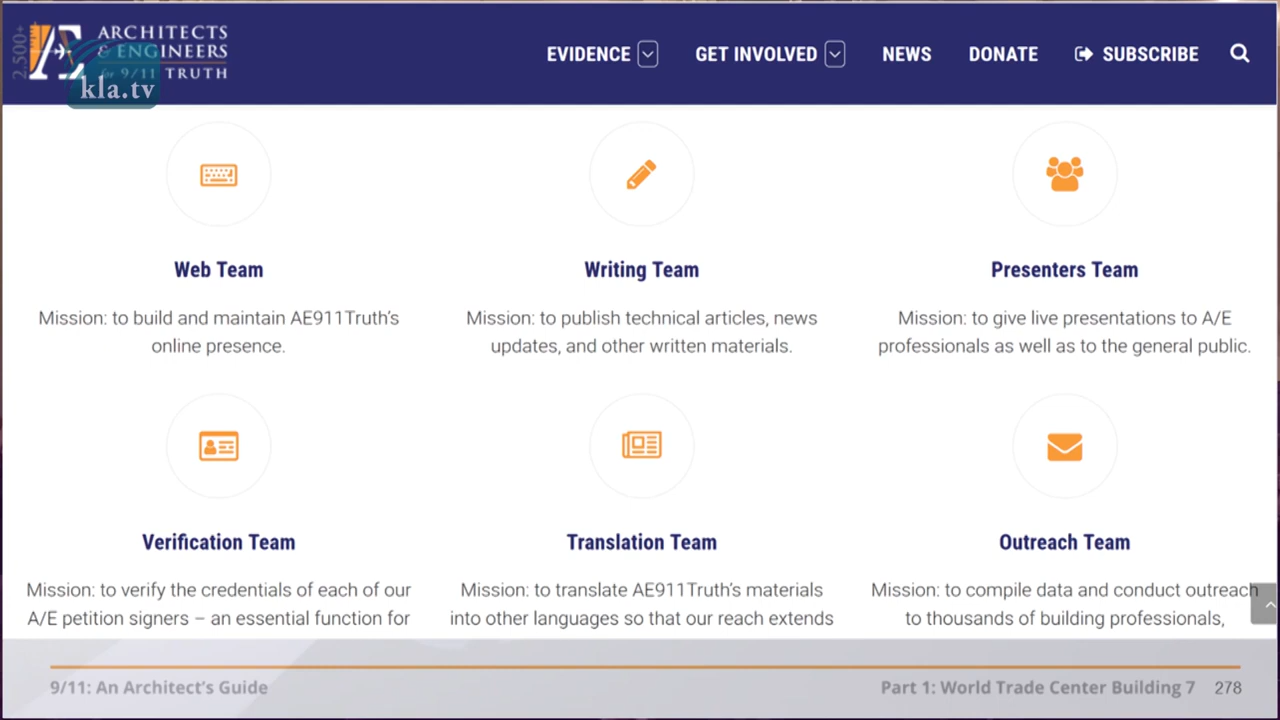 2,500+
ARCHITECTS
& ENGINEERS
for 9/11 TRUTH
kla.tv
EVIDENCE
GET INVOLVED
NEWS
DONATE
SUBSCRIBE
Web Team
Mission: to build and maintain AE911Truth's
online presence.
Writing Team
Mission: to publish technical articles, news
updates, and other written materials.
Presenters Team
Mission: to give live presentations to A/E
professionals as well as to the general public.
Verification Team
Mission: to verify the credentials of each of our
A/E petition signers – an essential function for
Translation Team
Mission: to translate AE911Truth's materials
into other languages so that our reach extends
Outreach Team
Mission: to compile data and conduct outreach
to thousands of building professionals,
9/11: An Architect's Guide
Part 1: World Trade Center Building 7 278